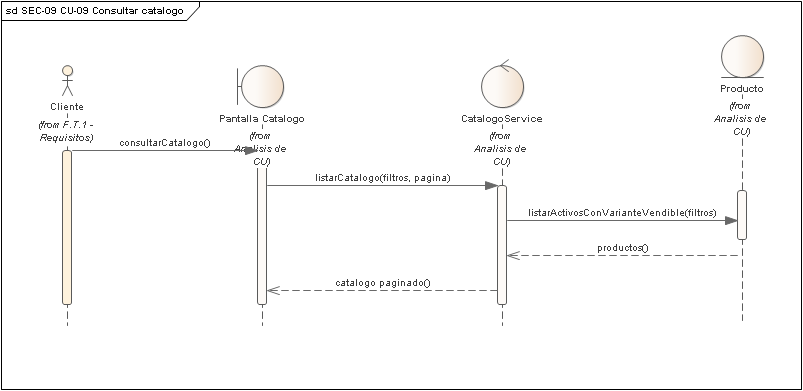 sd SEC-09 CU-09 Consultar catalogo
Cliente
(from F.T.1 -
Requisitos)
Pantalla Catalogo
(from
Analisis de
CU)
CatalogoService
(from
Analisis de
CU)
Producto
(from
Analisis de
CU)
consultarCatalogo()
listarCatalogo(filtros, pagina)
listarActivosConVarianteVendible(filtros)
productos()
catalogo paginado()